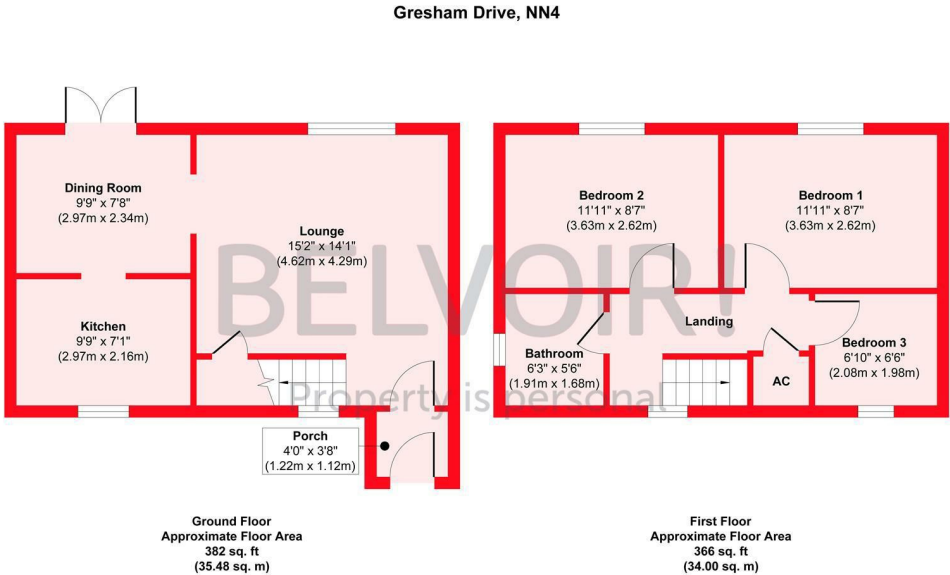 Gresham Drive, NN4
Dining Room
9'9" x 7'8"
(2.97m x 2.34m)
Lounge
15'2" x 14'1"
(4.62m x 4.29m)
Kitchen
9'9" x 7'1"
(2.97m x 2.16m)
Porch
4'0" x 3'8"
(1.22m x 1.12m)
Ground Floor
Approximate Floor Area
382 sq. ft
(35.48 sq. m)
Bedroom 2
11'11" x 8'7"
(3.63m x 2.62m)
Bedroom 1
11'11" x 8'7"
(3.63m x 2.62m)
Landing
Bathroom
6'3" x 5'6"
(1.91m x 1.68m)
AC
Bedroom 3
6'10" x 6'6"
(2.08m x 1.98m)
First Floor
Approximate Floor Area
366 sq. ft
(34.00 sq. m)
BELVOIR!
Property is personal